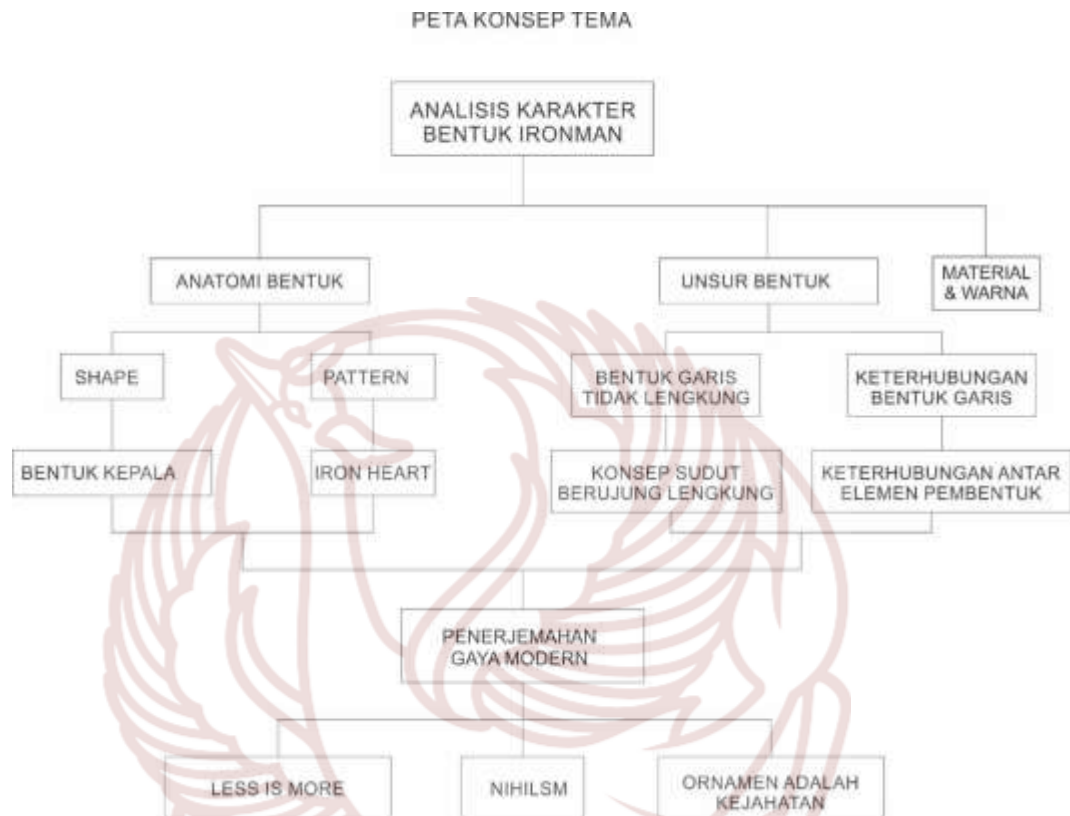 PETA KONSEP TEMA
ANALISIS KARAKTER
BENTUK IRONMAN
ANATOMI BENTUK
UNSUR BENTUK
MATERIAL
& WARNA
SHAPE
PATTERN
BENTUK GARIS
TIDAK LENGKUNG
KETERHUBUNGAN
BENTUK GARIS
BENTUK KEPALA
IRON HEART
KONSEP SUDUT
BERUJUNG LENGKUNG
KETERHUBUNGAN ANTAR
ELEMEN PEMBENTUK
PENERJEMAHAN
GAYA MODERN
LESS IS MORE
NIHILSM
ORNAMEN ADALAH
KEJAHATAN